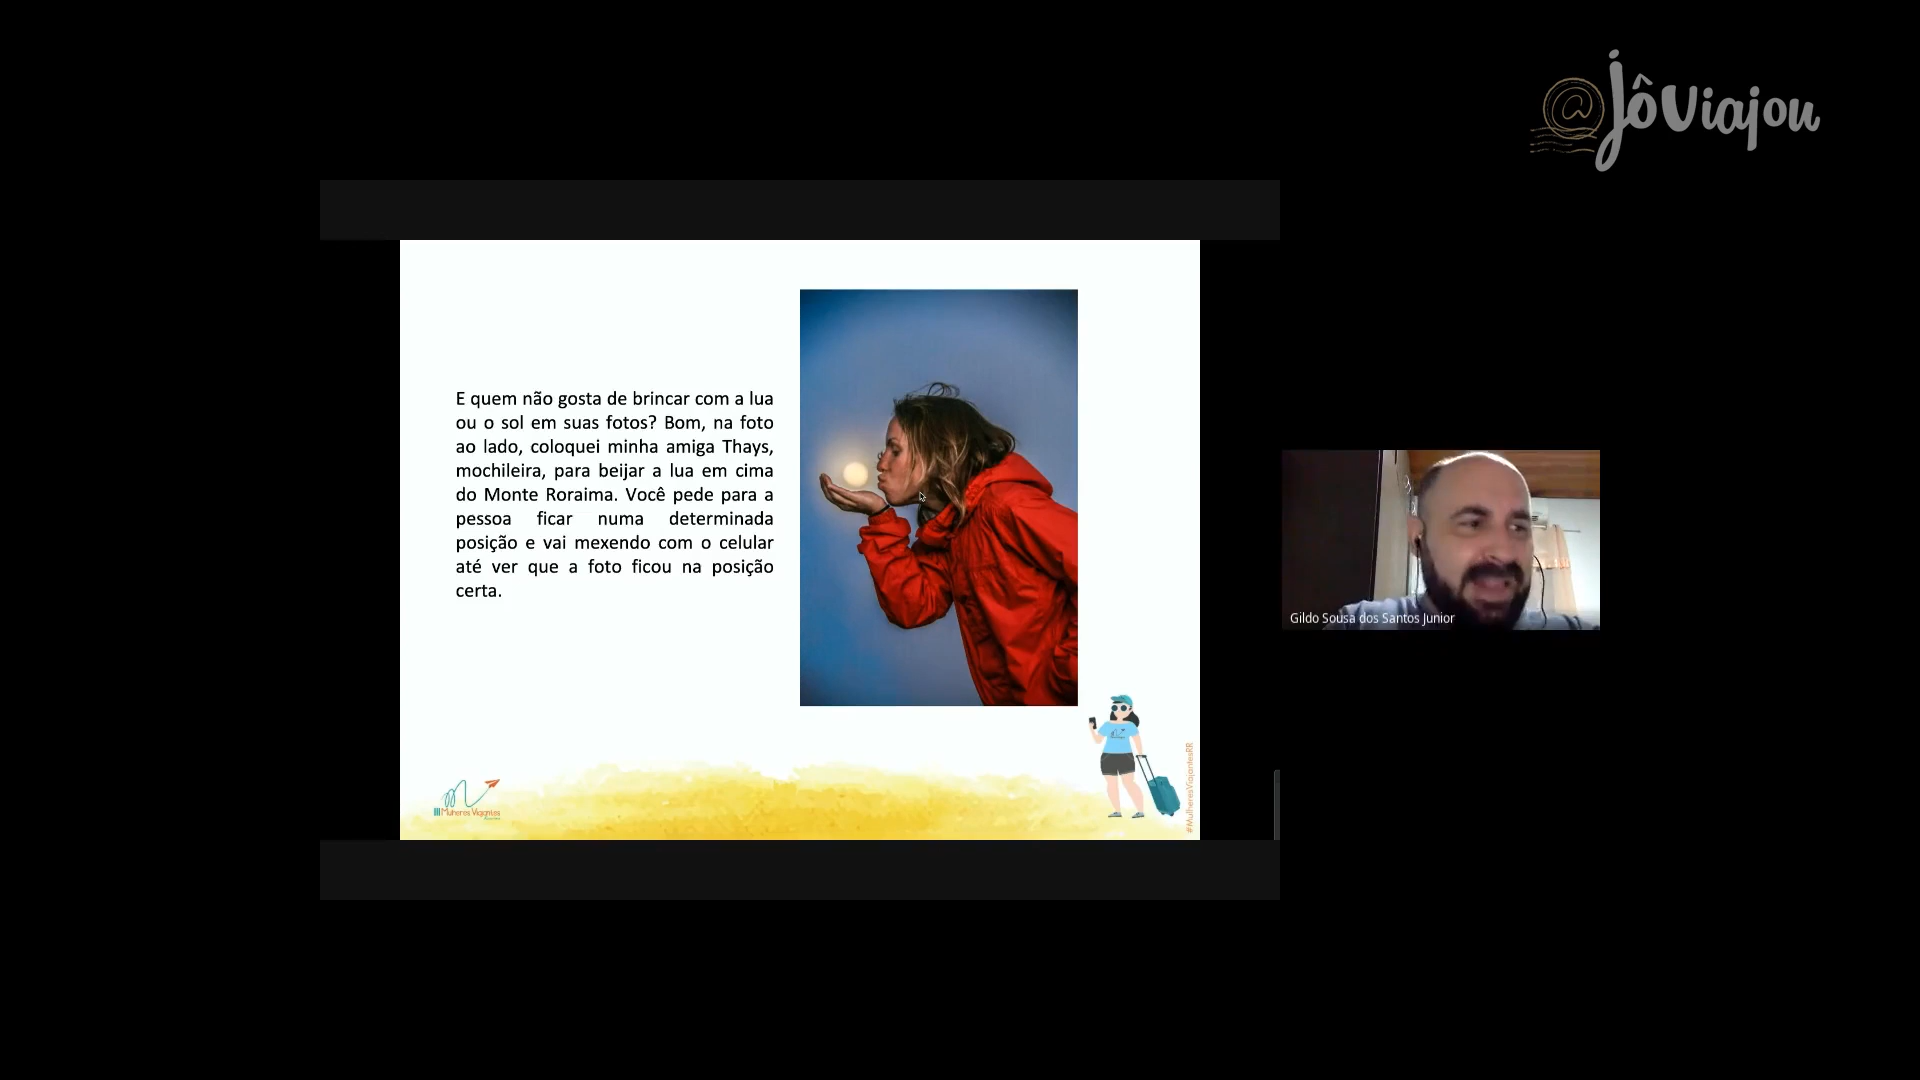 @jôviajou
E quem não gosta de brincar com a lua
ou o sol em suas fotos? Bom, na foto
ao lado, coloquei minha amiga Thays,
mochileira, para beijar a lua em cima
do Monte Roraima. Você pede para a
pessoa ficar numa determinada
posição e vai mexendo com o celular
até ver que a foto ficou na posição
certa.
Gildo Sousa dos Santos Junior
III Mulheres Viajantes
#MulheresViajantesRR